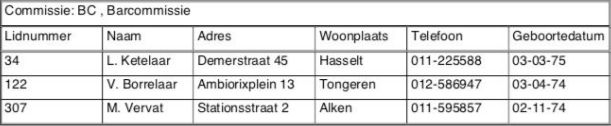 Commissie: BC , Barcommissie
Lidnummer Naam Adres Woonplaats Telefoon Geboortedatum
34 L. Ketelaar Demerstraat 45 Hasselt 011-225588 03-03-75
122 V. Borrelaar Ambiorixplein 13 Tongeren 012-586947 03-04-74
307 M. Vervat Stationsstraat 2 Alken 011-595857 02-11-74